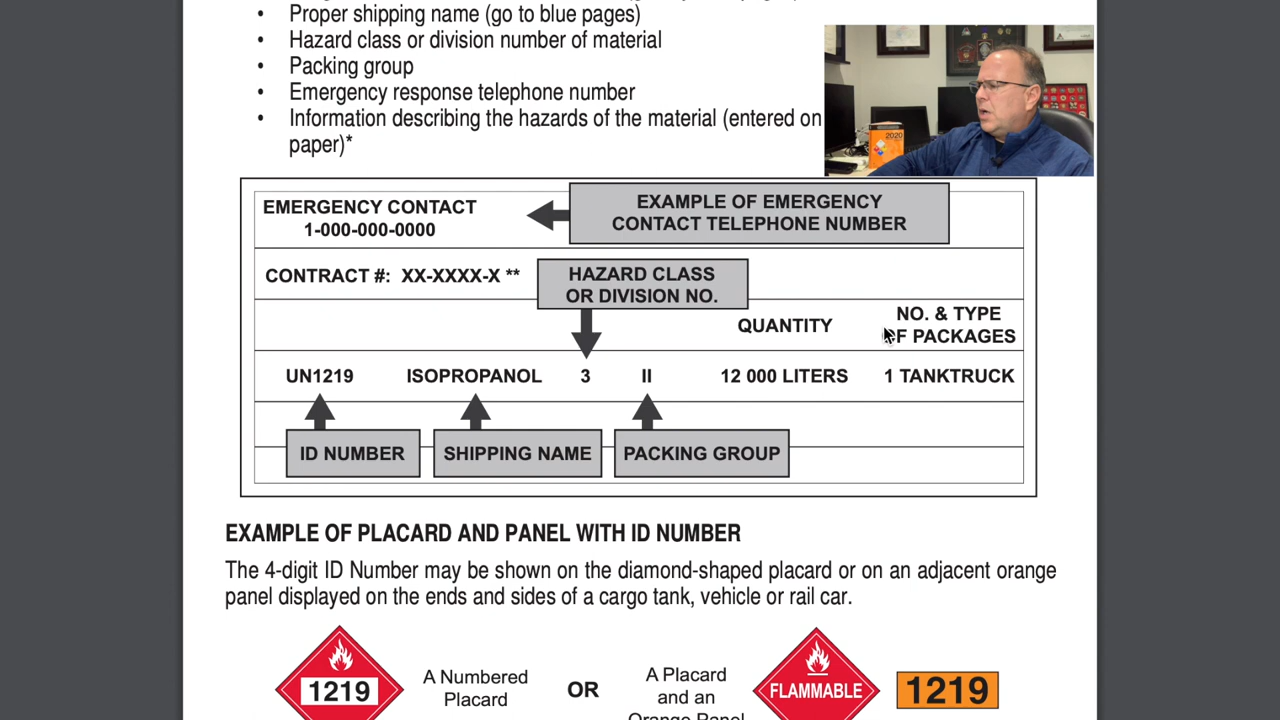 • Proper shipping name (go to blue pages)
• Hazard class or division number of material
• Packing group
• Emergency response telephone number
• Information describing the hazards of the material (entered on
paper)*
2020
EMERGENCY CONTACT
1-000-000-0000
EXAMPLE OF EMERGENCY
CONTACT TELEPHONE NUMBER
CONTRACT #: XX-XXXX-X **
HAZARD CLASS
OR DIVISION NO.
QUANTITY
NO. & TYPE
F PACKAGES
UN1219 ISOPROPANOL 3 II 12 000 LITERS 1 TANKTRUCK
ID NUMBER
SHIPPING NAME
PACKING GROUP
EXAMPLE OF PLACARD AND PANEL WITH ID NUMBER
The 4-digit ID Number may be shown on the diamond-shaped placard or on an adjacent orange
panel displayed on the ends and sides of a cargo tank, vehicle or rail car.
1219
A Numbered
Placard
OR
A Placard
and an
Orange Panel
FLAMMABLE
1219